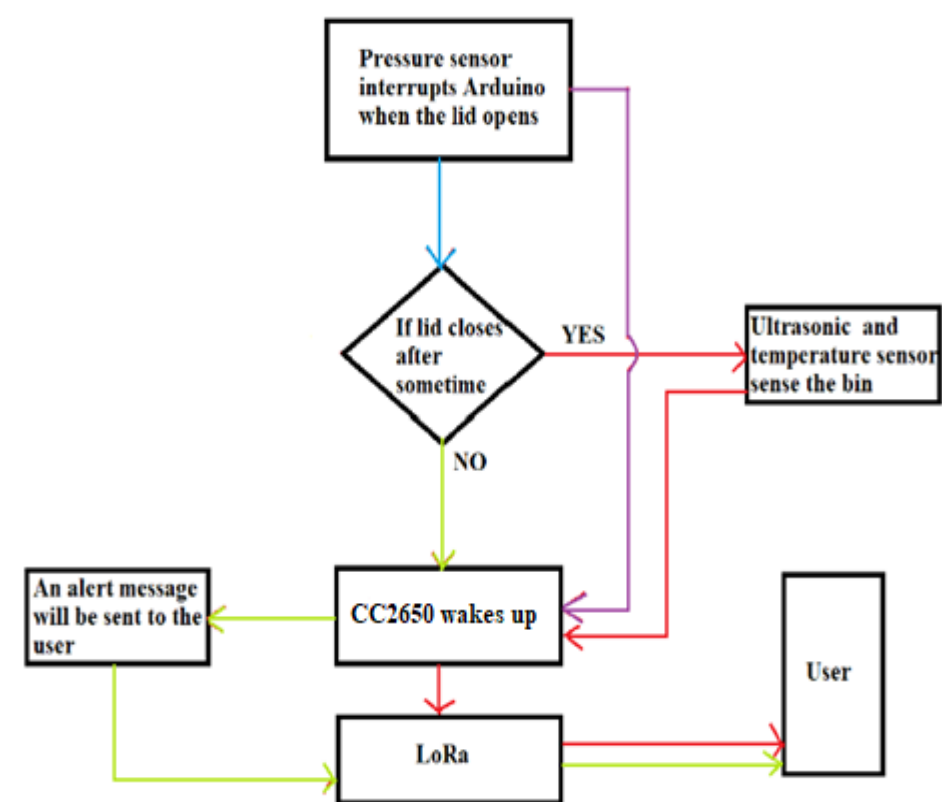 Pressure sensor
interrupts Arduino
when the lid opens
If lid closes
after
sometime
YES
Ultrasonic and
temperature sensor
sense the bin
NO
An alert message
will be sent to the
user
CC2650 wakes up
User
LoRa